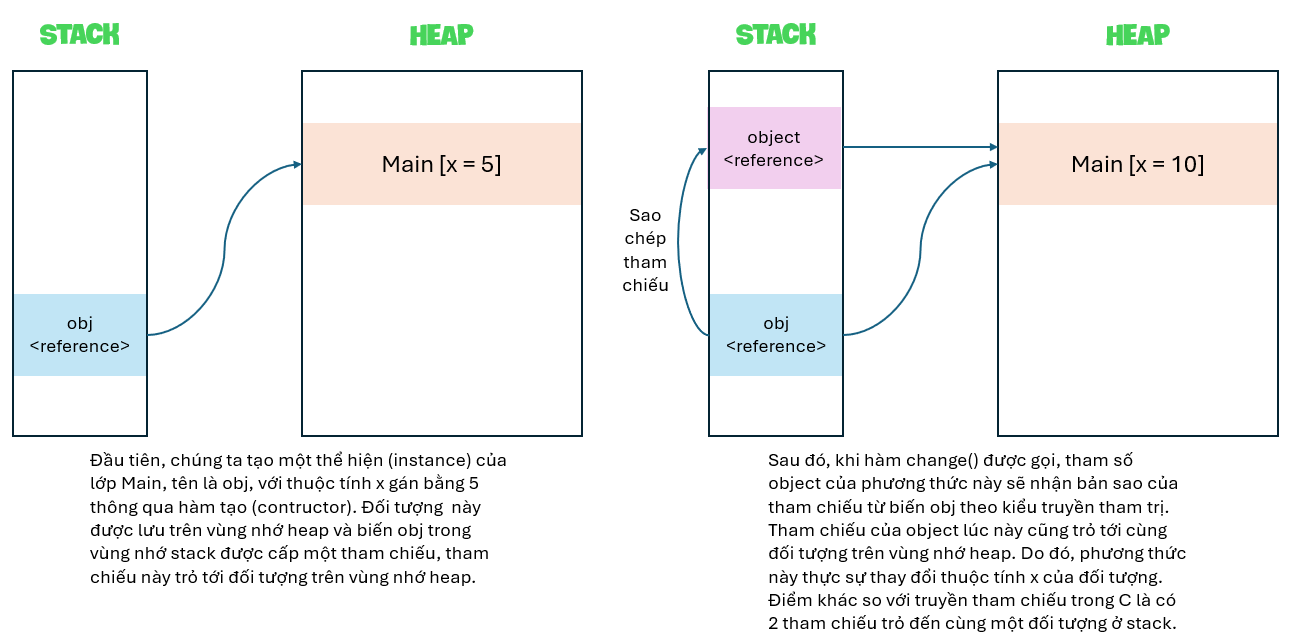 STACK
HEAP
obj
<reference>
Main [x = 5]
Đầu tiên, chúng ta tạo một thể hiện (instance) của
lớp Main, tên là obj, với thuộc tính x gán bằng 5
thông qua hàm tạo (contructor). Đối tượng này
được lưu trên vùng nhớ heap và biến obj trong
vùng nhớ stack được cấp một tham chiếu, tham
chiếu này trỏ tới đối tượng trên vùng nhớ heap.
STACK
HEAP
object
<reference>
Main [x = 10]
Sao
chép
tham
chiếu
obj
<reference>
Sau đó, khi hàm change() được gọi, tham số
object của phương thức này sẽ nhận bản sao của
tham chiếu từ biến obj theo kiểu truyền tham trị.
Tham chiếu của object lúc này cũng trỏ tới cùng
đối tượng trên vùng nhớ heap. Do đó, phương thức
này thực sự thay đổi thuộc tính x của đối tượng.
Điểm khác so với truyền tham chiếu trong C là có
2 tham chiếu trỏ đến cùng một đối tượng ở stack.